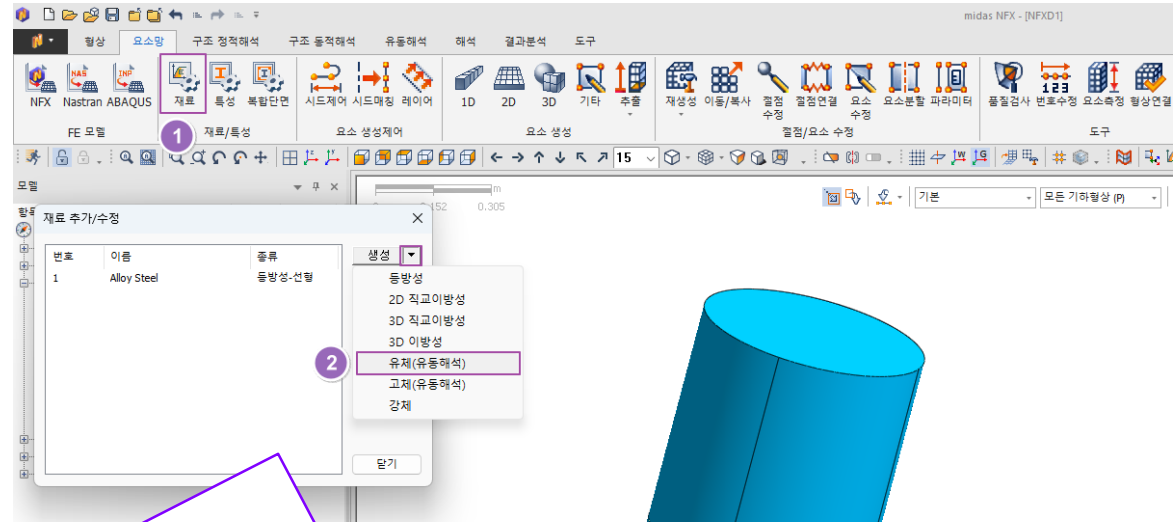 midas NFX - [NFXD1]
형상 요소망 구조 정적해석 구조 동적해석 유동해석 해석 결과분석 도구
NAS INP
NFX Nastran ABAQUS 재료 특성 복합단면 시드제어 시드매칭 레이어 1D 2D 3D 기타 추출 재생성 이동/복사 절점 수정 절점연결 요소 수정 요소분할 파라미터 품질검사 번호수정 요소측정 형상연결
FE 모델 1 재료/특성 요소 생성제어 요소 생성 절점/요소 수정 도구
15
모델
m
0.152 0.305
기본 모든 기하형상 (P)
재료 추가/수정
번호 이름 종류 생성
1 Alloy Steel 등방성-선형
등방성
2D 직교이방성
3D 직교이방성
3D 이방성
2 유체(유동해석)
고체(유동해석)
강체
닫기